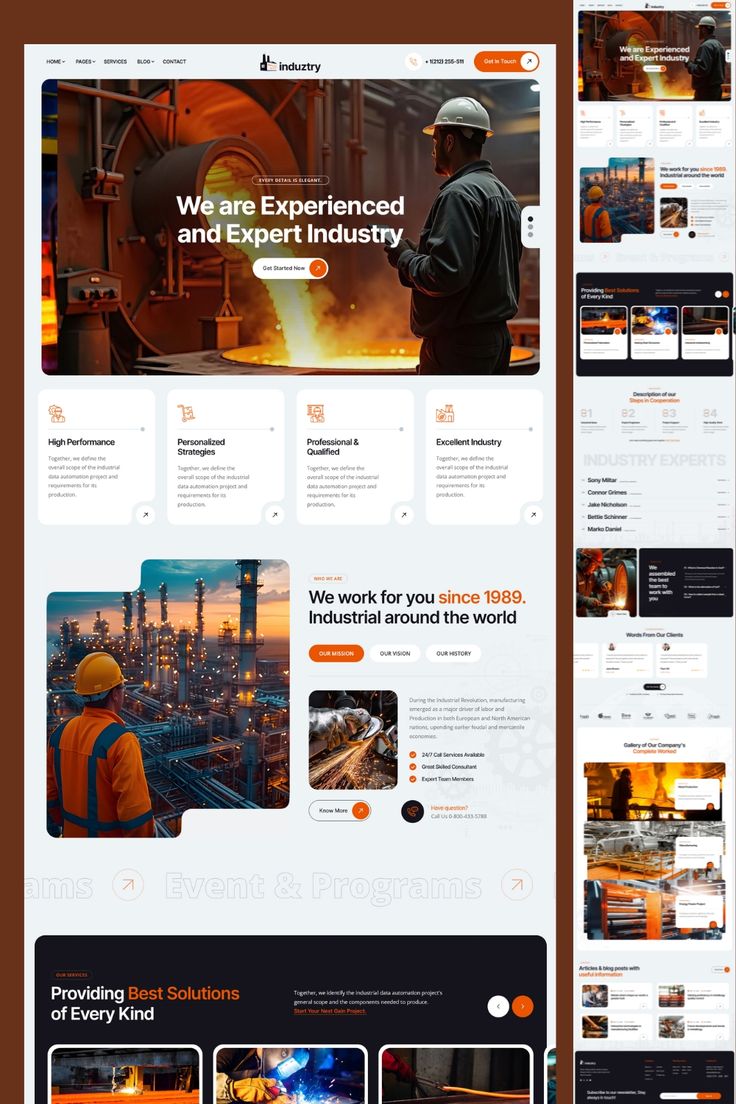 HOME PAGES SERVICES BLOG CONTACT
induztry
+ 1(212) 255-511
Get In Touch
EVERY DETAIL IS ELEGANT.
We are Experienced
and Expert Industry
Get Started Now
High Performance
Together, we define the
overall scope of the industrial
data automation project and
requirements for its
production.
Personalized
Strategies
Together, we define the
overall scope of the industrial
data automation project and
requirements for its
production.
Professional &
Qualified
Together, we define the
overall scope of the industrial
data automation project and
requirements for its
production.
Excellent Industry
Together, we define the
overall scope of the industrial
data automation project and
requirements for its
production.
WHO WE ARE
We work for you since 1989.
Industrial around the world
OUR MISSION
OUR VISION
OUR HISTORY
During the Industrial Revolution, manufacturing
emerged as a major driver of labor and
Production in both European and North American
nations, upending earlier feudal and mercantile
economies.
24/7 Call Services Available
Great Skilled Consultant
Expert Team Members
Know More
Have question?
Call Us 0-800-433-5788
ams
Event & Programs
OUR SERVICES
Providing Best Solutions
of Every Kind
Together, we identify the industrial data automation project's
general scope and the components needed to produce.
Start Your Next Gain Project.
induztry
We are Experienced
and Expert Industry
High Performance
Personalized
Strategies
Professional &
Qualified
Excellent Industry
We work for you since 1989.
Industrial around the world
Event & Programs
Providing Best Solutions
of Every Kind
Description of our
Steps in Cooperation
INDUSTRY EXPERTS
Sony Miltar
Connor Grimes
Jake Nicholson
Bettie Schinner
Marko Daniel
We
assembled
the best
team to
work with
you
Words From Our Clients
Gallery of Our Company's
Complete Worked
Manufacturing
Articles & blog posts with
useful information
induztry
Subscribe to our newsletter, Stay
always in touch!